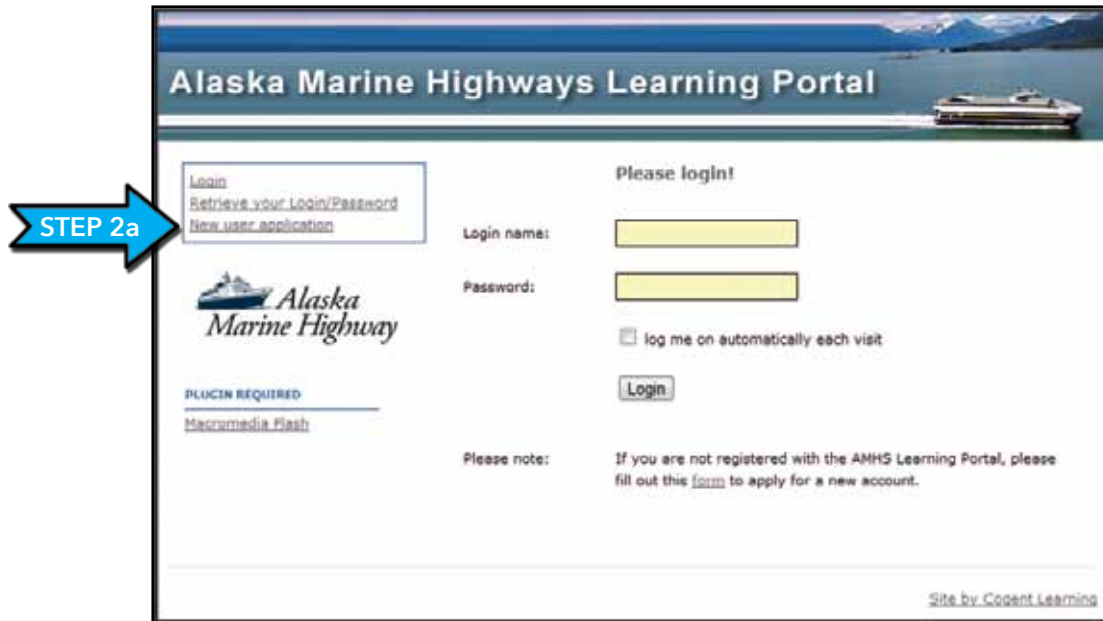 Alaska Marine Highways Learning Portal
Login
Retrieve your Login/Password
New user application
STEP 2a
Alaska
Marine Highway
PLUGIN REQUIRED
Macromedia Flash
Please login!
Login name:
Password:
log me on automatically each visit
Login
Please note:
If you are not registered with the AMHS Learning Portal, please
fill out this form to apply for a new account.
Site by Cogent Learning